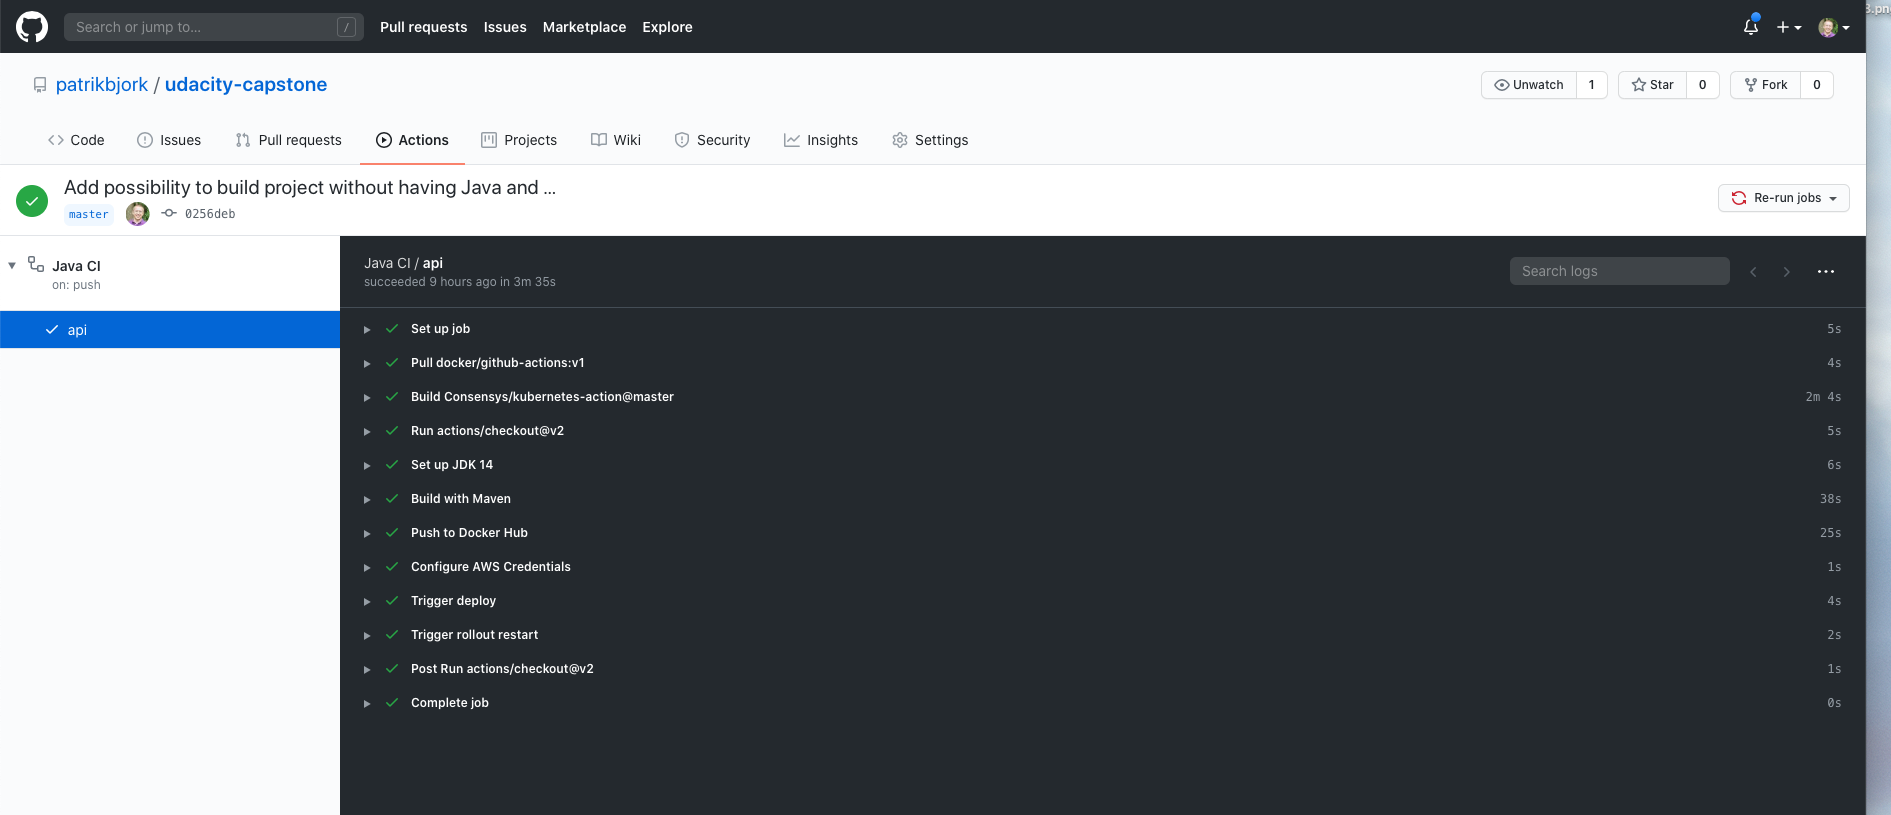 Search or jump to... / Pull requests Issues Marketplace Explore
patrikbjork / udacity-capstone Unwatch 1 Star 0 Fork 0
Code Issues Pull requests Actions Projects Wiki Security Insights Settings
Add possibility to build project without having Java and ...
master 0256deb
Re-run jobs
Java CI
on: push
api
Java CI / api
succeeded 9 hours ago in 3m 35s
Search logs
Set up job 5s
Pull docker/github-actions:v1 4s
Build Consensys/kubernetes-action@master 2m 4s
Run actions/checkout@v2 5s
Set up JDK 14 6s
Build with Maven 38s
Push to Docker Hub 25s
Configure AWS Credentials 1s
Trigger deploy 4s
Trigger rollout restart 2s
Post Run actions/checkout@v2 1s
Complete job 0s